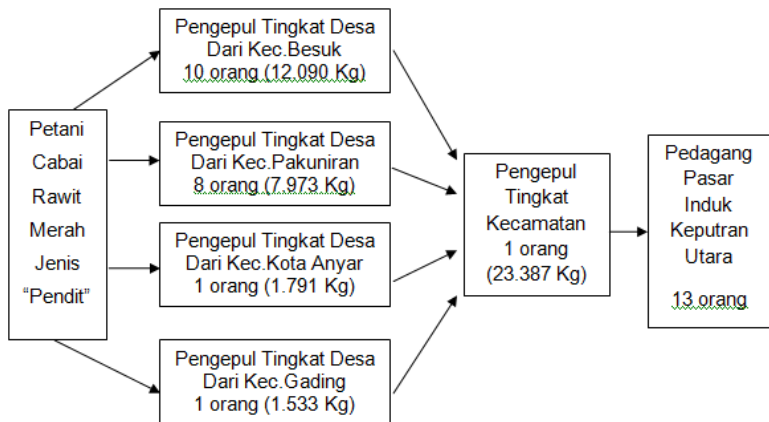 Petani
Cabai
Rawit
Merah
Jenis
“Pendit”
Pengepul Tingkat Desa
Dari Kec.Besuk
10 orang (12.090 Kg)
Pengepul Tingkat Desa
Dari Kec.Pakuniran
8 orang (7.973 Kg)
Pengepul Tingkat Desa
Dari Kec.Kota Anyar
1 orang (1.791 Kg)
Pengepul Tingkat Desa
Dari Kec.Gading
1 orang (1.533 Kg)
Pengepul
Tingkat
Kecamatan
1 orang
(23.387 Kg)
Pedagang
Pasar
Induk
Keputran
Utara
13 orang